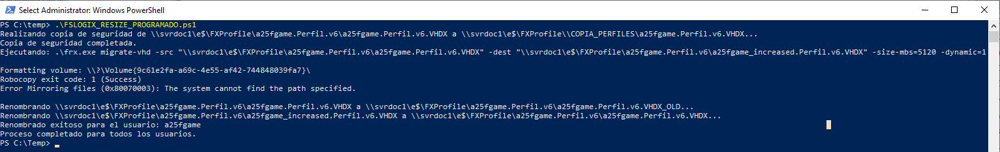 Select Administrator: Windows PowerShell
PS C:\temp> .\FSLOGIX_RESIZE_PROGRAMADO.ps1
Realizando copia de seguridad de \\svrdoc1\e$\FXProfile\a25fgame.Perfil.v6\a25fgame.Perfil.v6.VHDX a \\svrdoc1\e$\FXProfile\\COPIA_PERFILES\a25fgame.Perfil.v6.VHDX...
Copia de seguridad completada.
Ejecutando: .\frx.exe migrate-vhd -src "\\svrdoc1\e$\FXProfile\a25fgame.Perfil.v6\a25fgame.Perfil.v6.VHDX" -dest "\\svrdoc1\e$\FXProfile\a25fgame.Perfil.v6\a25fgame_increased.Perfil.v6.VHDX" -size-mbs=5120 -dynamic=1
Formatting volume: \\?\Volume{9c61e2fa-a69c-4e55-af42-744848039fa7}\
Robocopy exit code: 1 (Success)
Error Mirroring files (0x80070003): The system cannot find the path specified.
Renombrando \\svrdoc1\e$\FXProfile\a25fgame.Perfil.v6\a25fgame.Perfil.v6.VHDX a \\svrdoc1\e$\FXProfile\a25fgame.Perfil.v6\a25fgame.Perfil.v6.VHDX_OLD...
Renombrando \\svrdoc1\e$\FXProfile\a25fgame.Perfil.v6\a25fgame_increased.Perfil.v6.VHDX a \\svrdoc1\e$\FXProfile\a25fgame.Perfil.v6\a25fgame.Perfil.v6.VHDX...
Renombrado exitoso para el usuario: a25fgame
Proceso completado para todos los usuarios.
PS C:\Temp>